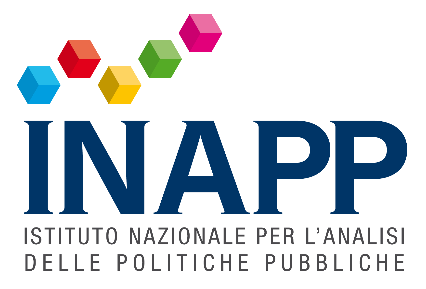 INAPP
ISTITUTO NAZIONALE PER L'ANALISI
DELLE POLITICHE PUBBLICHE